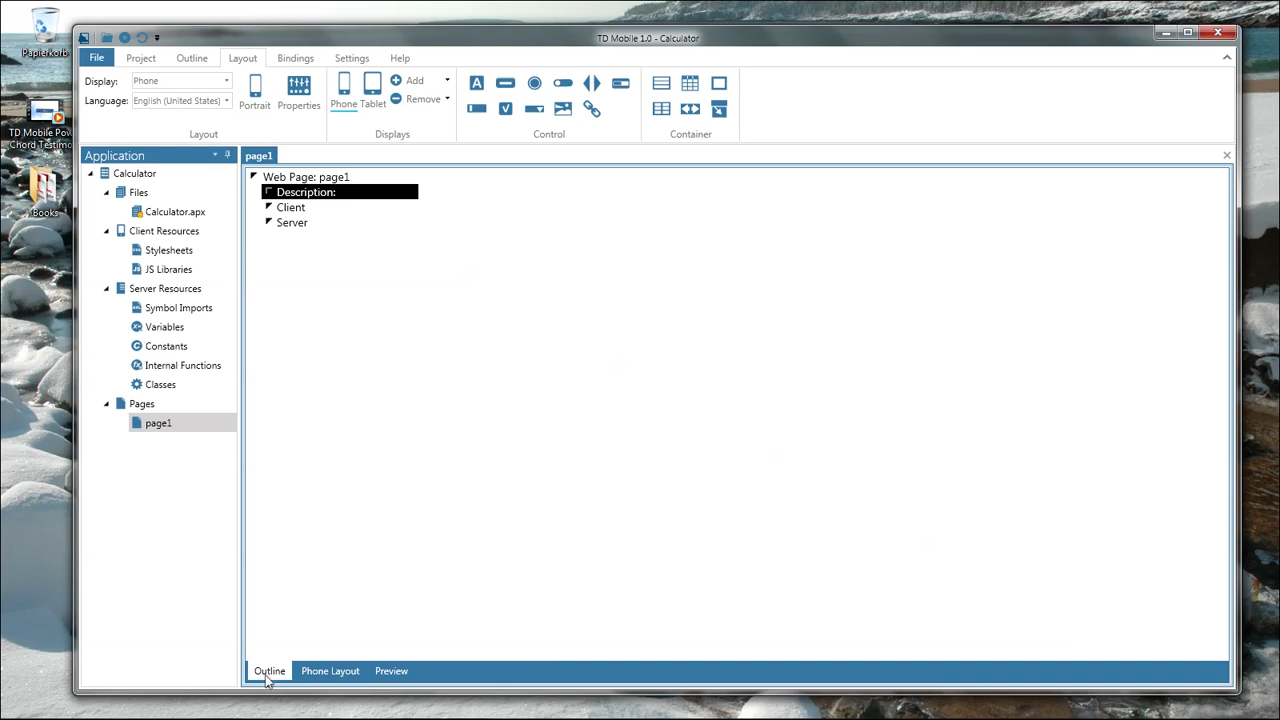 Papierkorb
TD Mobile Pow
Chord Testimo
Books
TD Mobile 1.0 - Calculator
File Project Outline Layout Bindings Settings Help
Display: Phone
Language: English (United States)
Portrait Properties
Phone Tablet
Add
Remove
Layout Displays Control Container
Application
Calculator
Files
Calculator.apx
Client Resources
Stylesheets
JS Libraries
Server Resources
Symbol Imports
Variables
Constants
Internal Functions
Classes
Pages
page1
page1
Web Page: page1
Description:
Client
Server
Outline Phone Layout Preview